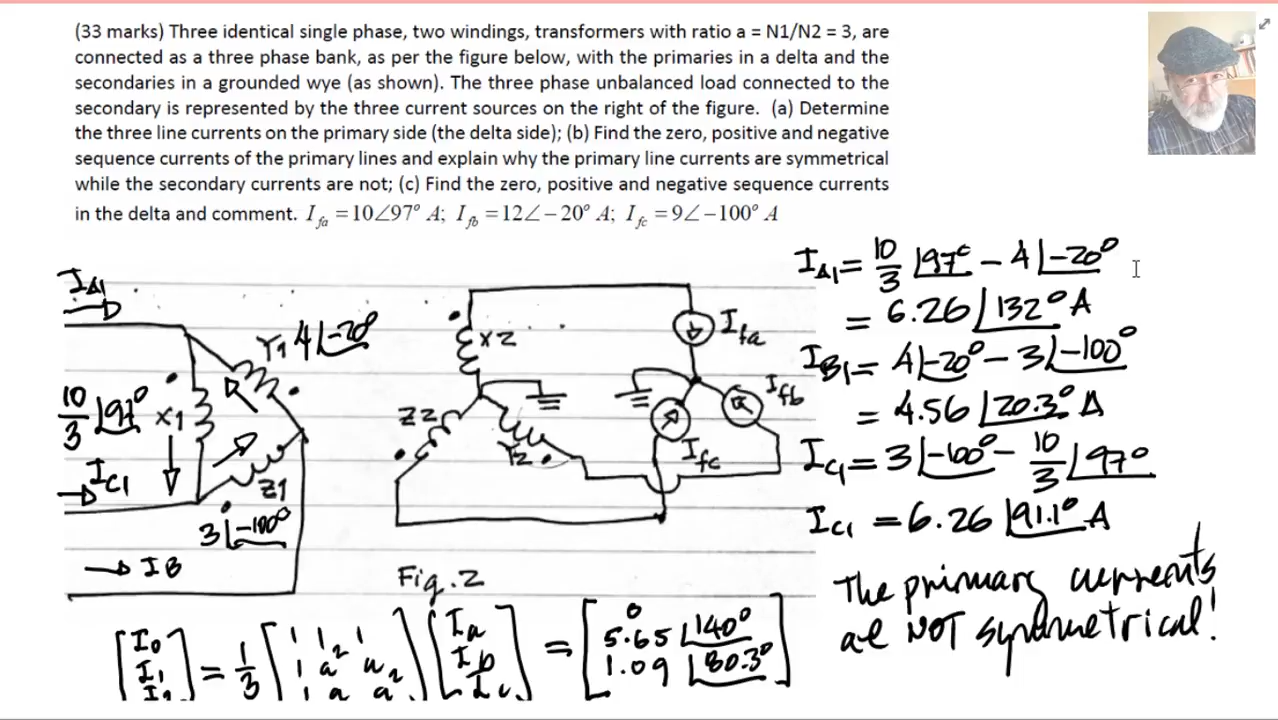 (33 marks) Three identical single phase, two windings, transformers with ratio a = N1/N2 = 3, are
connected as a three phase bank, as per the figure below, with the primaries in a delta and the
secondaries in a grounded wye (as shown). The three phase unbalanced load connected to the
secondary is represented by the three current sources on the right of the figure. (a) Determine
the three line currents on the primary side (the delta side); (b) Find the zero, positive and negative
sequence currents of the primary lines and explain why the primary line currents are symmetrical
while the secondary currents are not; (c) Find the zero, positive and negative sequence currents
in the delta and comment. I_fa = 10∠97° A; I_fb = 12∠−20° A; I_fc = 9∠−100° A
I_A1
Y1 4∠-20°
10/3 ∠97° X1
I_C1
Z1
3∠-100°
→ IB
X2
I_fa
Z2
Y2
I_fb
I_fc
Fig. 2
I_A1 = 10/3 ∠97° − 4∠-20°
= 6.26∠132° A
I_B1 = 4∠-20° − 3∠-100°
= 4.56∠20.3° A
I_C1 = 3∠-100° − 10/3 ∠97°
I_C1 = 6.26∠91.1° A
The primary currents
are NOT symmetrical!
[I0 1 1 1 Ia 0
I1 = 1/3 1 a a² Ib = 5.65∠140°
I2] 1 a² a Ic 1.09∠80.3°